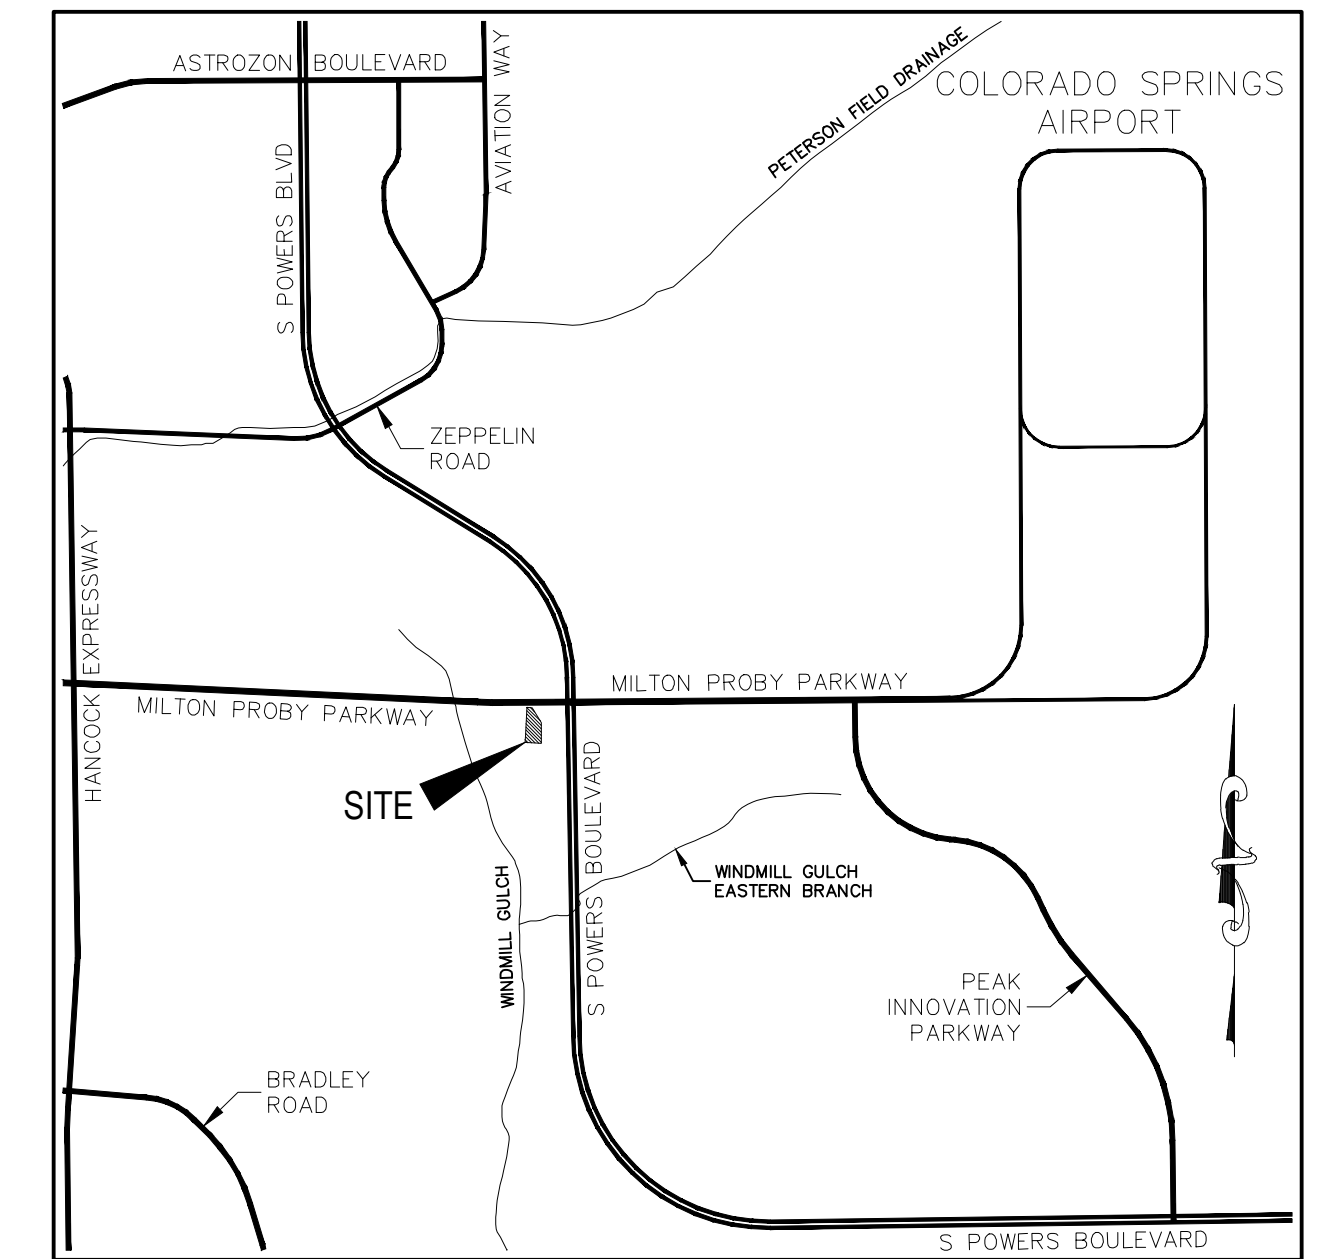 ASTROZON BOULEVARD
AVIATION WAY
PETERSON FIELD DRAINAGE
COLORADO SPRINGS
AIRPORT
S POWERS BLVD
ZEPPELIN
ROAD
HANCOCK EXPRESSWAY
MILTON PROBY PARKWAY
MILTON PROBY PARKWAY
SITE
S POWERS BOULEVARD
WINDMILL GULCH
WINDMILL GULCH
EASTERN BRANCH
PEAK
INNOVATION
PARKWAY
BRADLEY
ROAD
S POWERS BOULEVARD